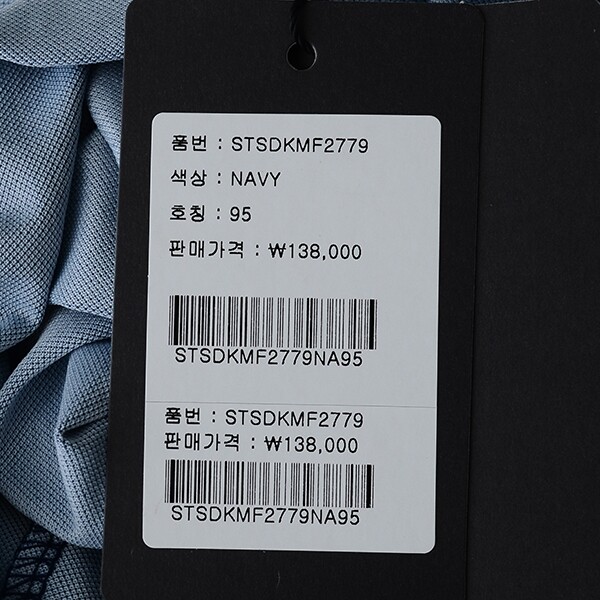 품번 : STSDKMF2779
색상 : NAVY
호칭 : 95
판매가격 : ₩138,000
STSDKMF2779NA95
품번 : STSDKMF2779
판매가격 : ₩138,000
STSDKMF2779NA95